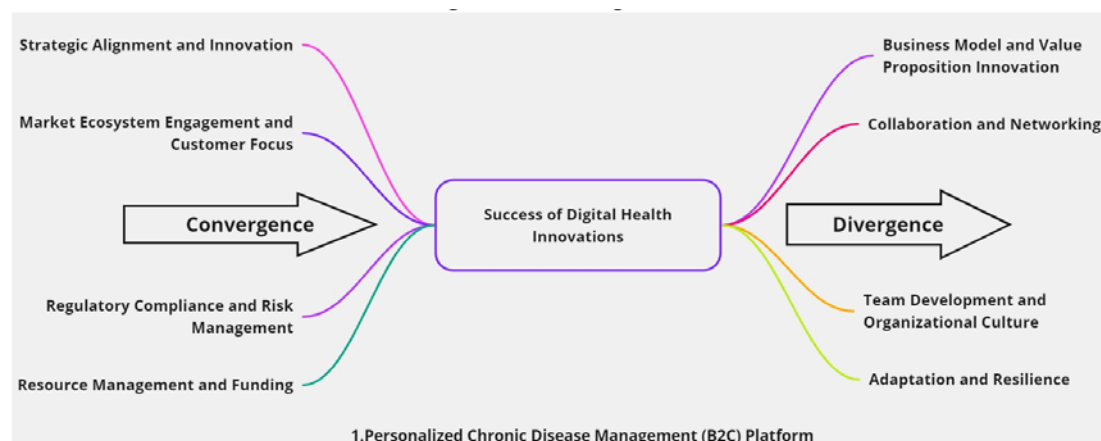 Strategic Alignment and Innovation
Market Ecosystem Engagement and
Customer Focus
Convergence
Regulatory Compliance and Risk
Management
Resource Management and Funding
Success of Digital Health
Innovations
Business Model and Value
Proposition Innovation
Collaboration and Networking
Divergence
Team Development and
Organizational Culture
Adaptation and Resilience
1.Personalized Chronic Disease Management (B2C) Platform